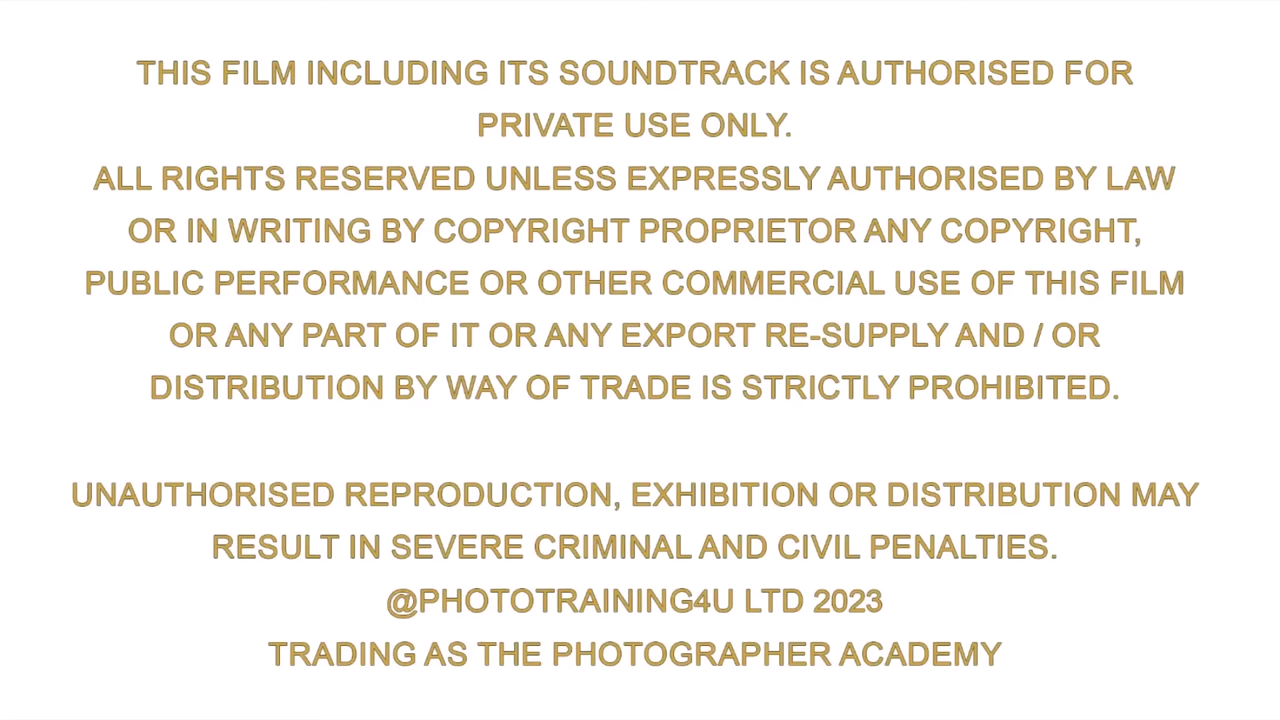 THIS FILM INCLUDING ITS SOUNDTRACK IS AUTHORISED FOR
PRIVATE USE ONLY.
ALL RIGHTS RESERVED UNLESS EXPRESSLY AUTHORISED BY LAW
OR IN WRITING BY COPYRIGHT PROPRIETOR ANY COPYRIGHT,
PUBLIC PERFORMANCE OR OTHER COMMERCIAL USE OF THIS FILM
OR ANY PART OF IT OR ANY EXPORT RE-SUPPLY AND / OR
DISTRIBUTION BY WAY OF TRADE IS STRICTLY PROHIBITED.
UNAUTHORISED REPRODUCTION, EXHIBITION OR DISTRIBUTION MAY
RESULT IN SEVERE CRIMINAL AND CIVIL PENALTIES.
@PHOTOTRAINING4U LTD 2023
TRADING AS THE PHOTOGRAPHER ACADEMY